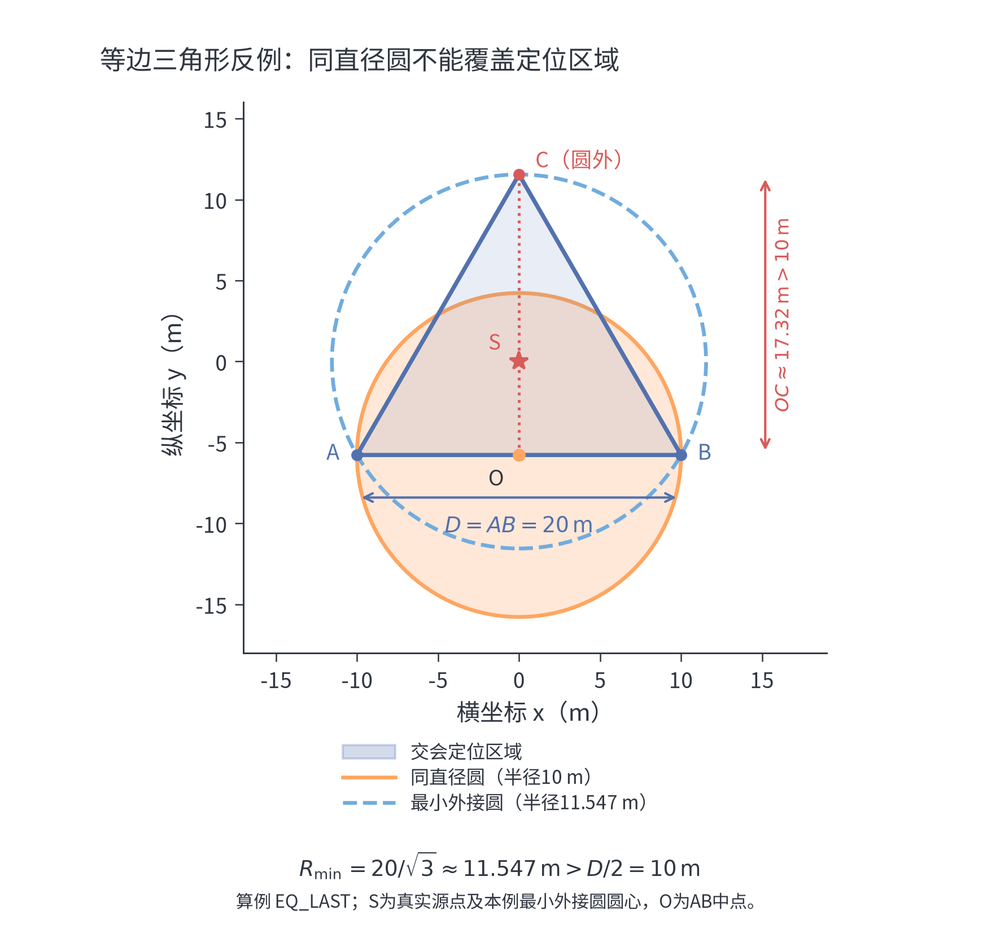 等边三角形反例：同直径圆不能覆盖定位区域
15
10
5
0
-5
-10
-15
纵坐标 y（m）
C（圆外）
S
A
B
O
D = AB = 20 m
OC ≈ 17.32 m > 10 m
-15
-10
-5
0
5
10
15
横坐标 x（m）
交会定位区域
同直径圆（半径10 m）
最小外接圆（半径11.547 m）
R_min = 20/√3 ≈ 11.547 m > D/2 = 10 m
算例 EQ_LAST；S为真实源点及本例最小外接圆圆心，O为AB中点。